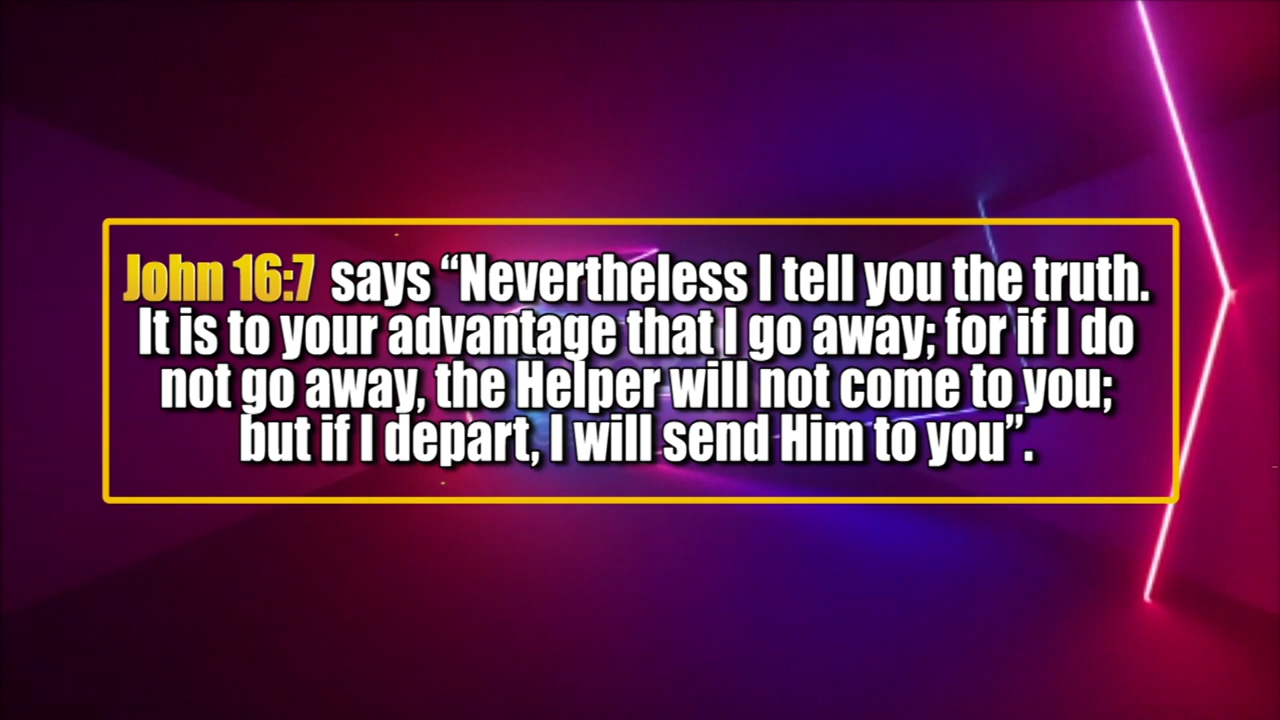 John 16:7 says “Nevertheless I tell you the truth.
It is to your advantage that I go away; for if I do
not go away, the Helper will not come to you;
but if I depart, I will send Him to you”.